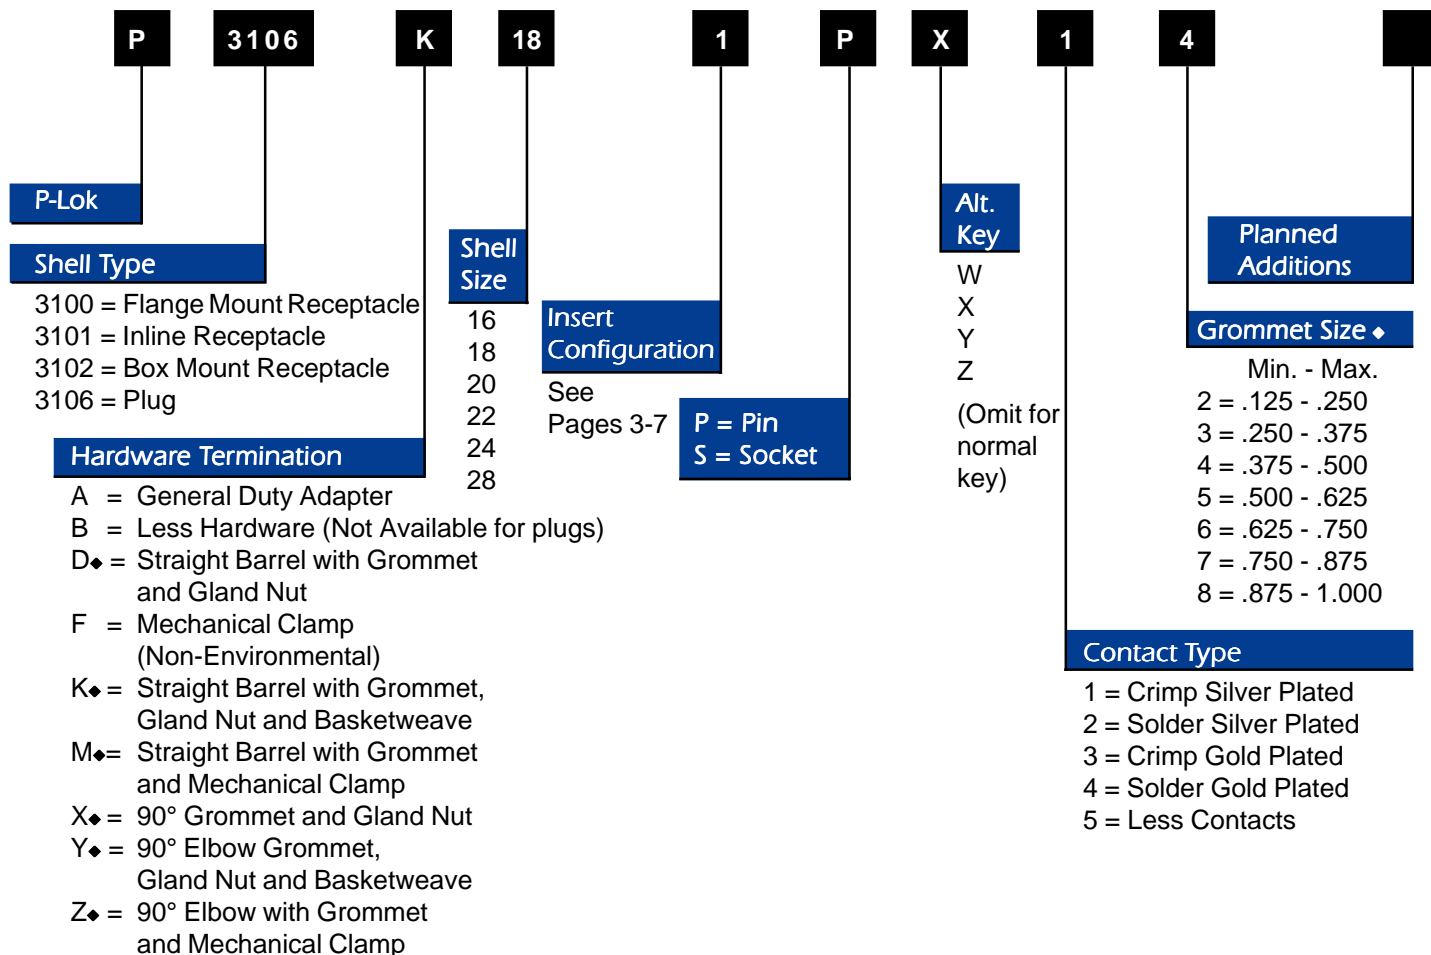 P 3106 K 18 1 P X 1 4
P-Lok
Shell Type
3100 = Flange Mount Receptacle
3101 = Inline Receptacle
3102 = Box Mount Receptacle
3106 = Plug
Hardware Termination
A = General Duty Adapter
B = Less Hardware (Not Available for plugs)
D◆ = Straight Barrel with Grommet
and Gland Nut
F = Mechanical Clamp
(Non-Environmental)
K◆ = Straight Barrel with Grommet,
Gland Nut and Basketweave
M◆= Straight Barrel with Grommet
and Mechanical Clamp
X◆ = 90° Grommet and Gland Nut
Y◆ = 90° Elbow Grommet,
Gland Nut and Basketweave
Z◆ = 90° Elbow with Grommet
and Mechanical Clamp
Shell
Size
16
18
20
22
24
28
Insert
Configuration
See
Pages 3-7
P = Pin
S = Socket
Alt.
Key
W
X
Y
Z
(Omit for
normal
key)
Contact Type
1 = Crimp Silver Plated
2 = Solder Silver Plated
3 = Crimp Gold Plated
4 = Solder Gold Plated
5 = Less Contacts
Grommet Size ◆
Min. - Max.
2 = .125 - .250
3 = .250 - .375
4 = .375 - .500
5 = .500 - .625
6 = .625 - .750
7 = .750 - .875
8 = .875 - 1.000
Planned
Additions